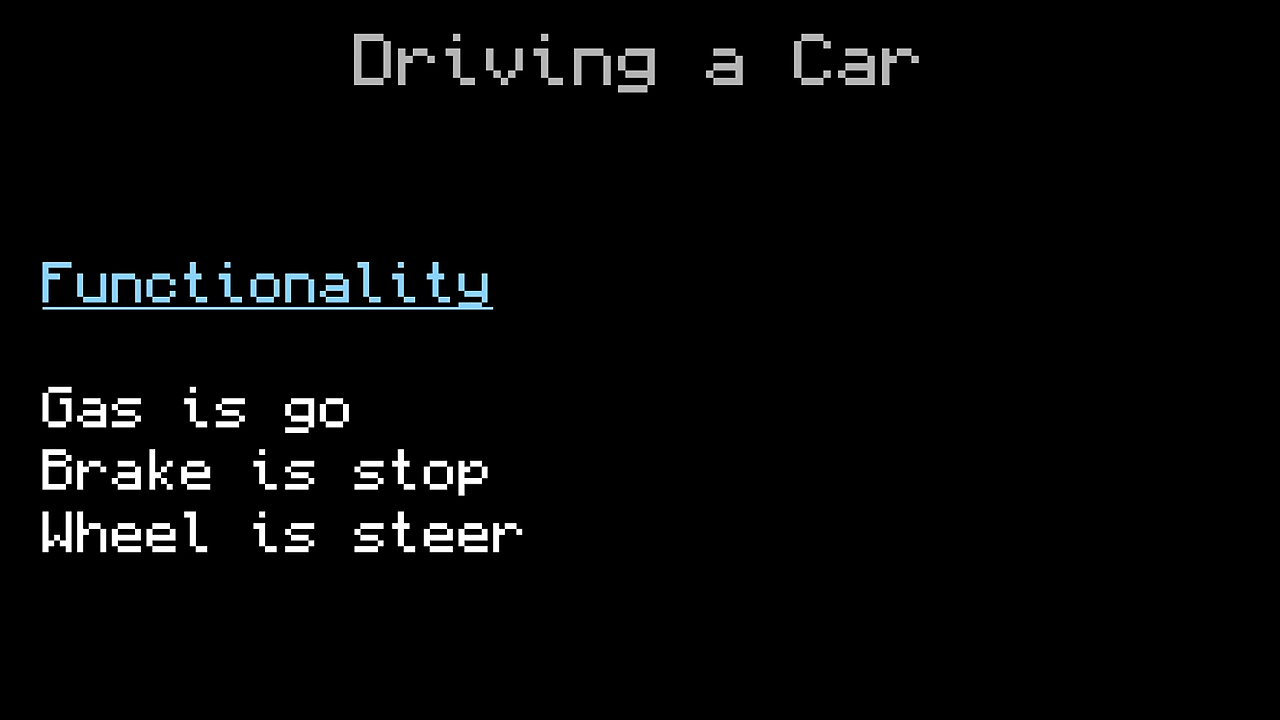 Driving a Car
Functionality
Gas is go
Brake is stop
Wheel is steer